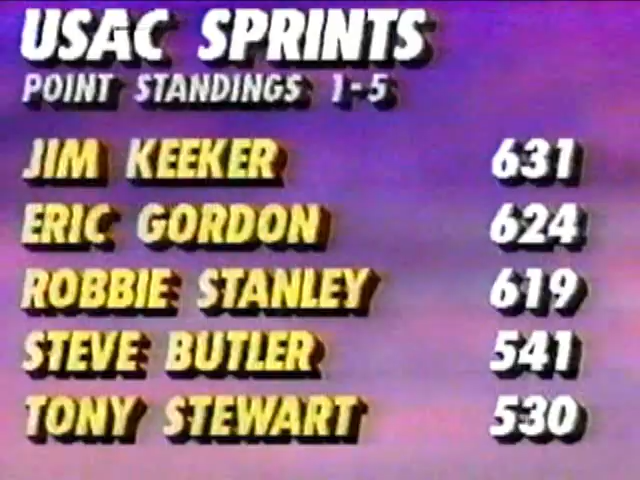 USAC SPRINTS
POINT STANDINGS 1-5
JIM KEEKER 631
ERIC GORDON 624
ROBBIE STANLEY 619
STEVE BUTLER 541
TONY STEWART 530